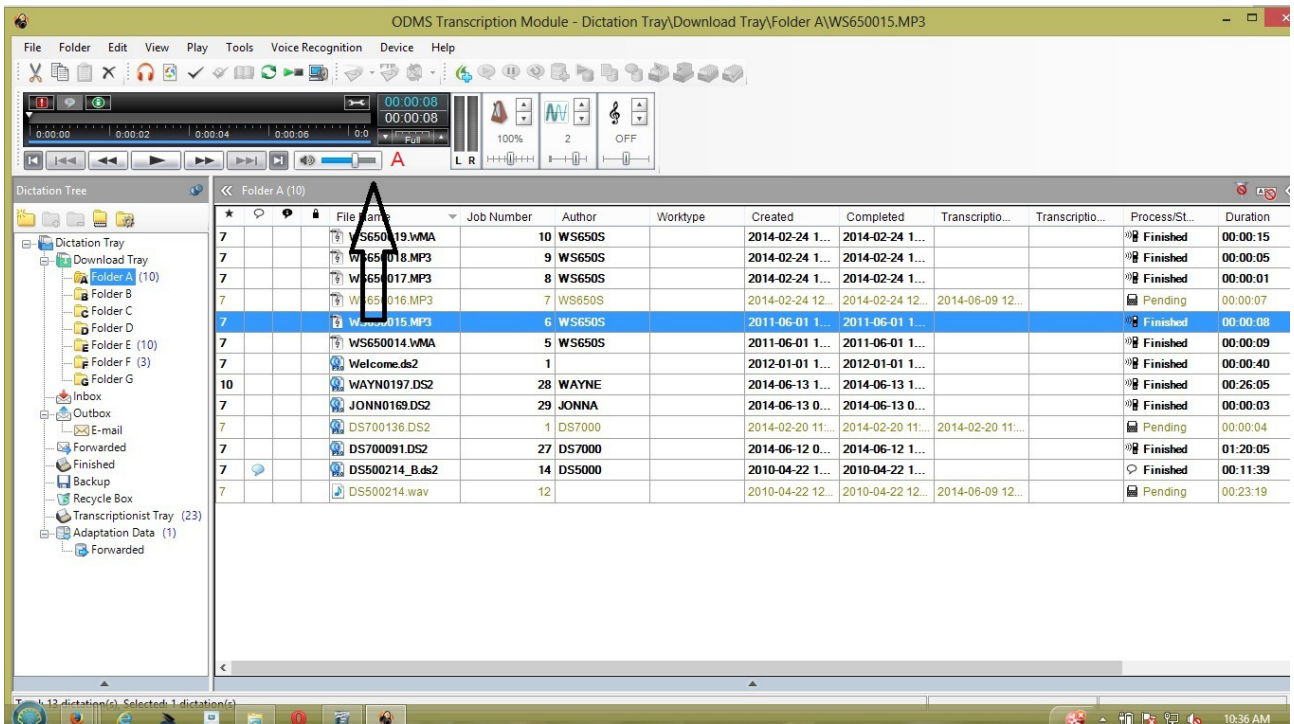 ODMS Transcription Module - Dictation Tray\Download Tray\Folder A\WS650015.MP3
File Folder Edit View Play Tools Voice Recognition Device Help
00:00:08
00:00:08
0:00:00 0:00:02 0:00:04 0:00:06 0:0 Full
100% 2 OFF
A L R
Dictation Tree
Folder A (10)
File Name Job Number Author Worktype Created Completed Transcriptio... Transcriptio... Process/St... Duration
7 WS650019.WMA 10 WS650S 2014-02-24 1... 2014-02-24 1... Finished 00:00:15
7 WS650018.MP3 9 WS650S 2014-02-24 1... 2014-02-24 1... Finished 00:00:05
7 WS650017.MP3 8 WS650S 2014-02-24 1... 2014-02-24 1... Finished 00:00:01
7 WS650016.MP3 7 WS650S 2014-02-24 12... 2014-02-24 12... 2014-06-09 12... Pending 00:00:07
7 WS650015.MP3 6 WS650S 2011-06-01 1... 2011-06-01 1... Finished 00:00:08
7 WS650014.WMA 5 WS650S 2011-06-01 1... 2011-06-01 1... Finished 00:00:09
7 Welcome.ds2 1 2012-01-01 1... 2012-01-01 1... Finished 00:00:40
10 WAYN0197.DS2 28 WAYNE 2014-06-13 1... 2014-06-13 1... Finished 00:26:05
7 JONN0169.DS2 29 JONNA 2014-06-13 0... 2014-06-13 0... Finished 00:00:03
7 DS700136.DS2 1 DS7000 2014-02-20 11:... 2014-02-20 11:... 2014-02-20 11:... Pending 00:00:04
7 DS700091.DS2 27 DS7000 2014-06-12 0... 2014-06-12 1... Finished 01:20:05
7 DS500214_B.ds2 14 DS5000 2010-04-22 1... 2010-04-22 1... Finished 00:11:39
7 DS500214.wav 12 2010-04-22 12... 2010-04-22 12... 2014-06-09 12... Pending 00:23:19
Dictation Tray
Download Tray
Folder A (10)
Folder B
Folder C
Folder D
Folder E (10)
Folder F (3)
Folder G
Inbox
Outbox
E-mail
Forwarded
Finished
Backup
Recycle Box
Transcriptionist Tray (23)
Adaptation Data (1)
Forwarded
13 dictation(s), Selected: 1 dictation(s)
10:36 AM